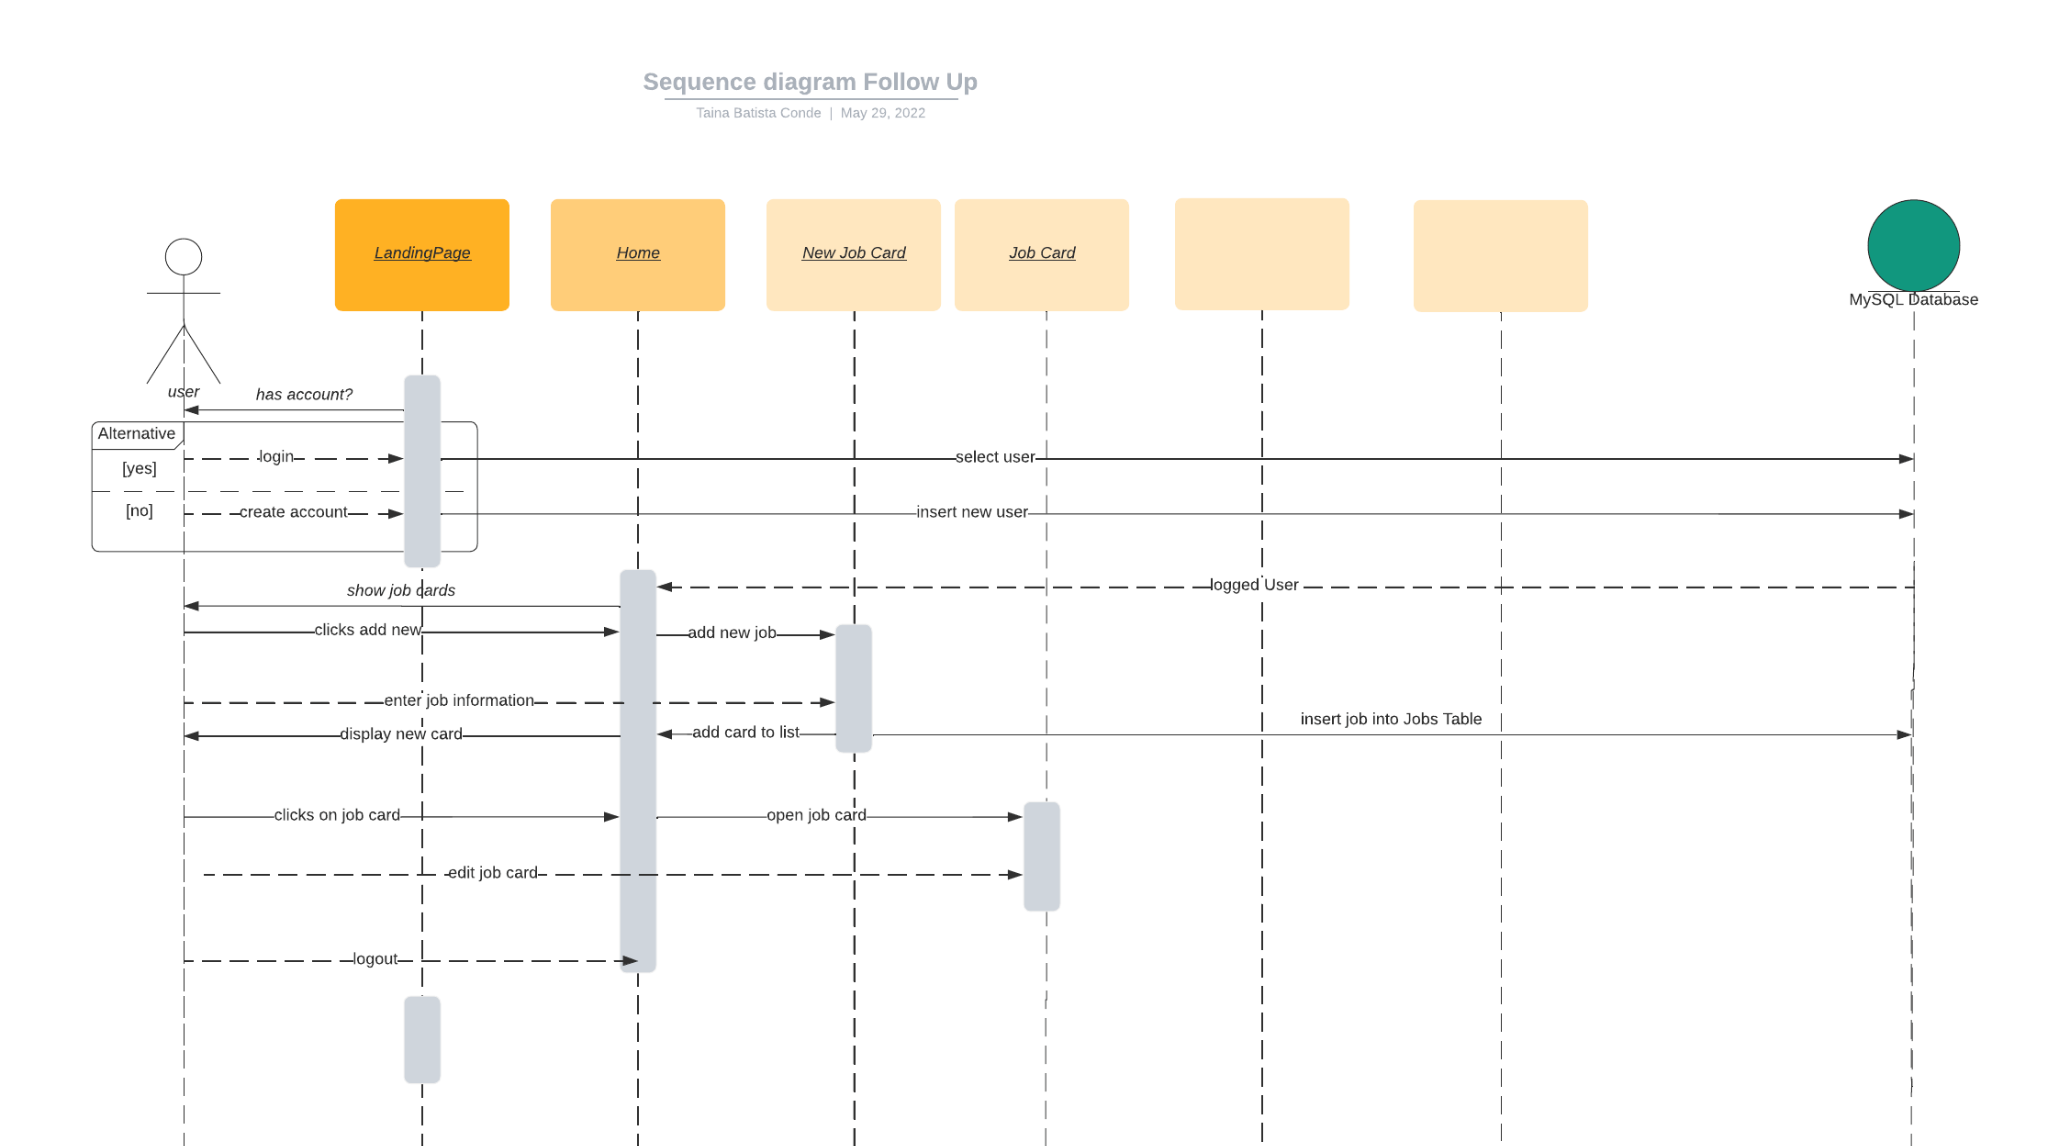 Sequence diagram Follow Up
Taina Batista Conde | May 29, 2022
LandingPage
Home
New Job Card
Job Card
MySQL Database
user
has account?
Alternative
[yes]
login
select user
[no]
create account
insert new user
logged User
show job cards
clicks add new
add new job
enter job information
insert job into Jobs Table
display new card
add card to list
clicks on job card
open job card
edit job card
logout